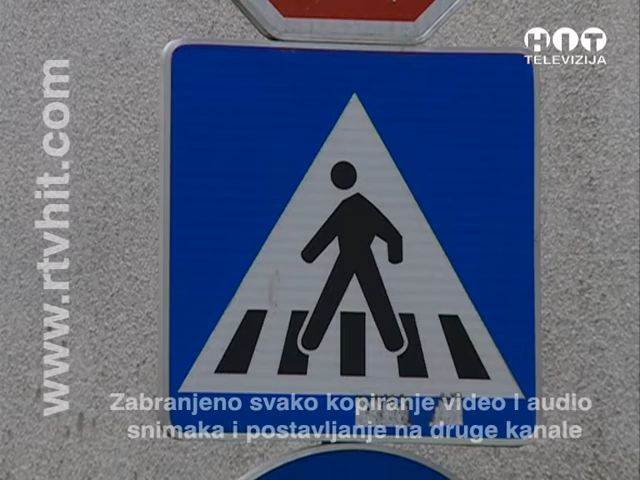 HIT
TELEVIZIJA
www.rtvhit.com
Zabranjeno svako kopiranje video I audio
snimaka i postavljanje na druge kanale